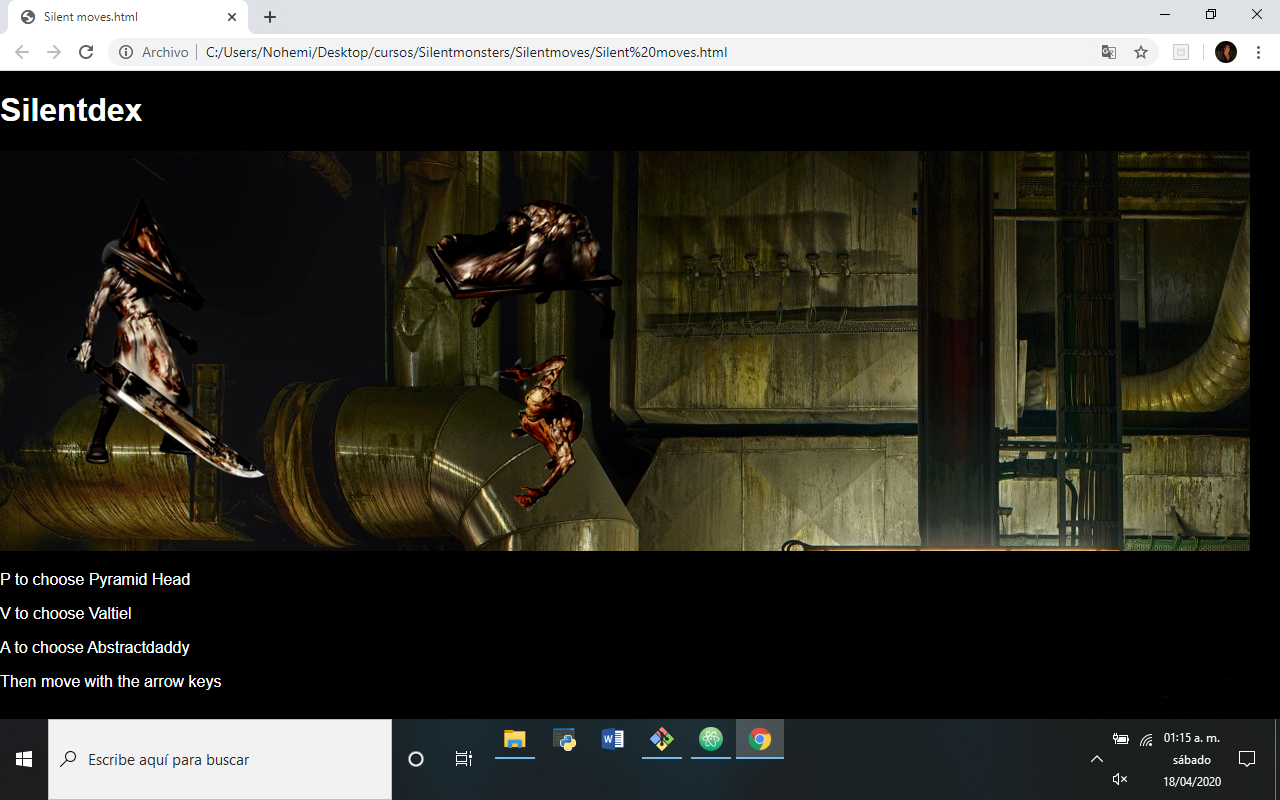 Silent moves.html
Archivo
C:/Users/Nohemi/Desktop/cursos/Silentmonsters/Silentmoves/Silent%20moves.html
Silentdex
P to choose Pyramid Head
V to choose Valtiel
A to choose Abstractdaddy
Then move with the arrow keys
Escribe aquí para buscar
01:15 a. m.
sábado
18/04/2020